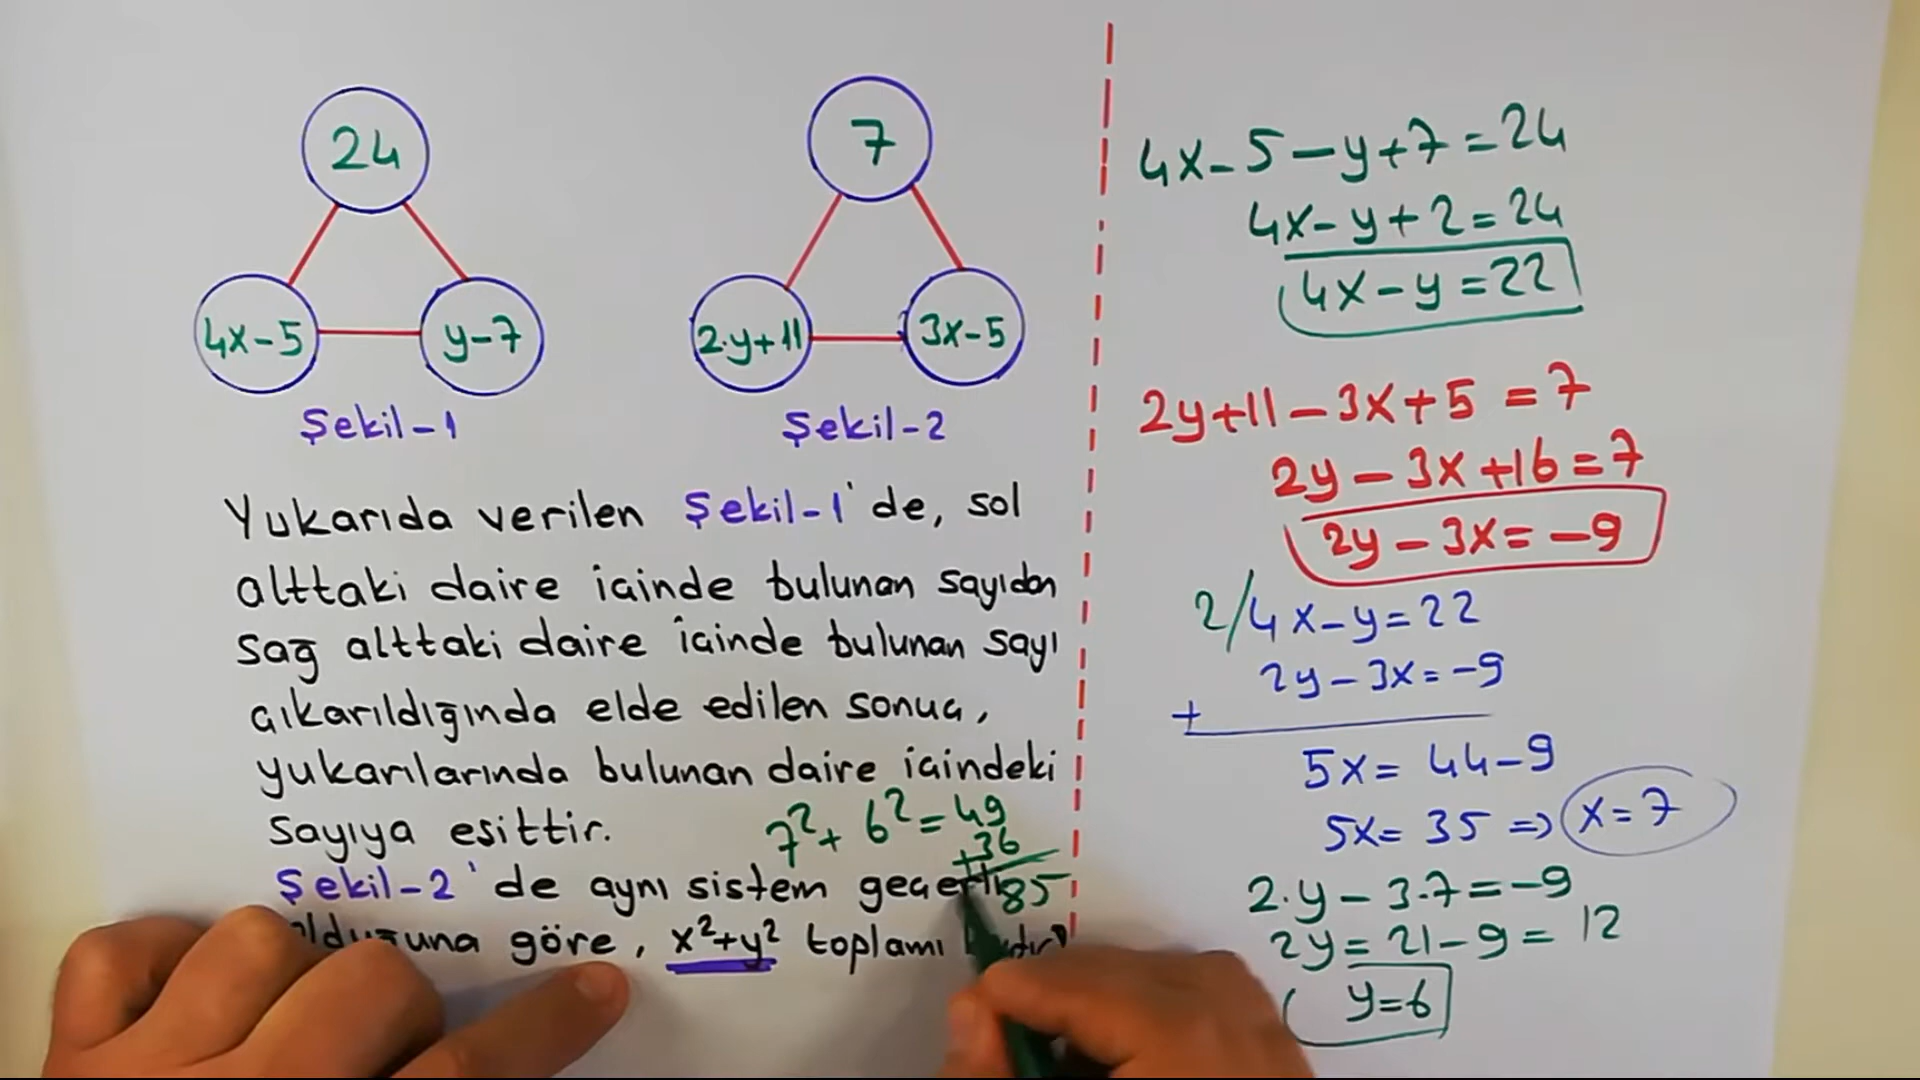 24
4x-5
y-7
Şekil-1
7
2.y+11
3x-5
Şekil-2
Yukarıda verilen Şekil-1'de, sol
alttaki daire içinde bulunan sayıdan
sağ alttaki daire içinde bulunan sayı
çıkarıldığında elde edilen sonuç,
yukarılarında bulunan daire içindeki
sayıya eşittir.
7²+6²=49
+36
85
Şekil-2'de aynı sistem
göre, x²+y² toplamı
4x-5-y+7=24
4x-y+2=24
4x-y=22
2y+11-3x+5=7
2y-3x+16=7
2y-3x=-9
2/4x-y=22
2y-3x=-9
+
5x=44-9
5x=35=>x=7
2.y-3.7=-9
2y=21-9=12
y=6